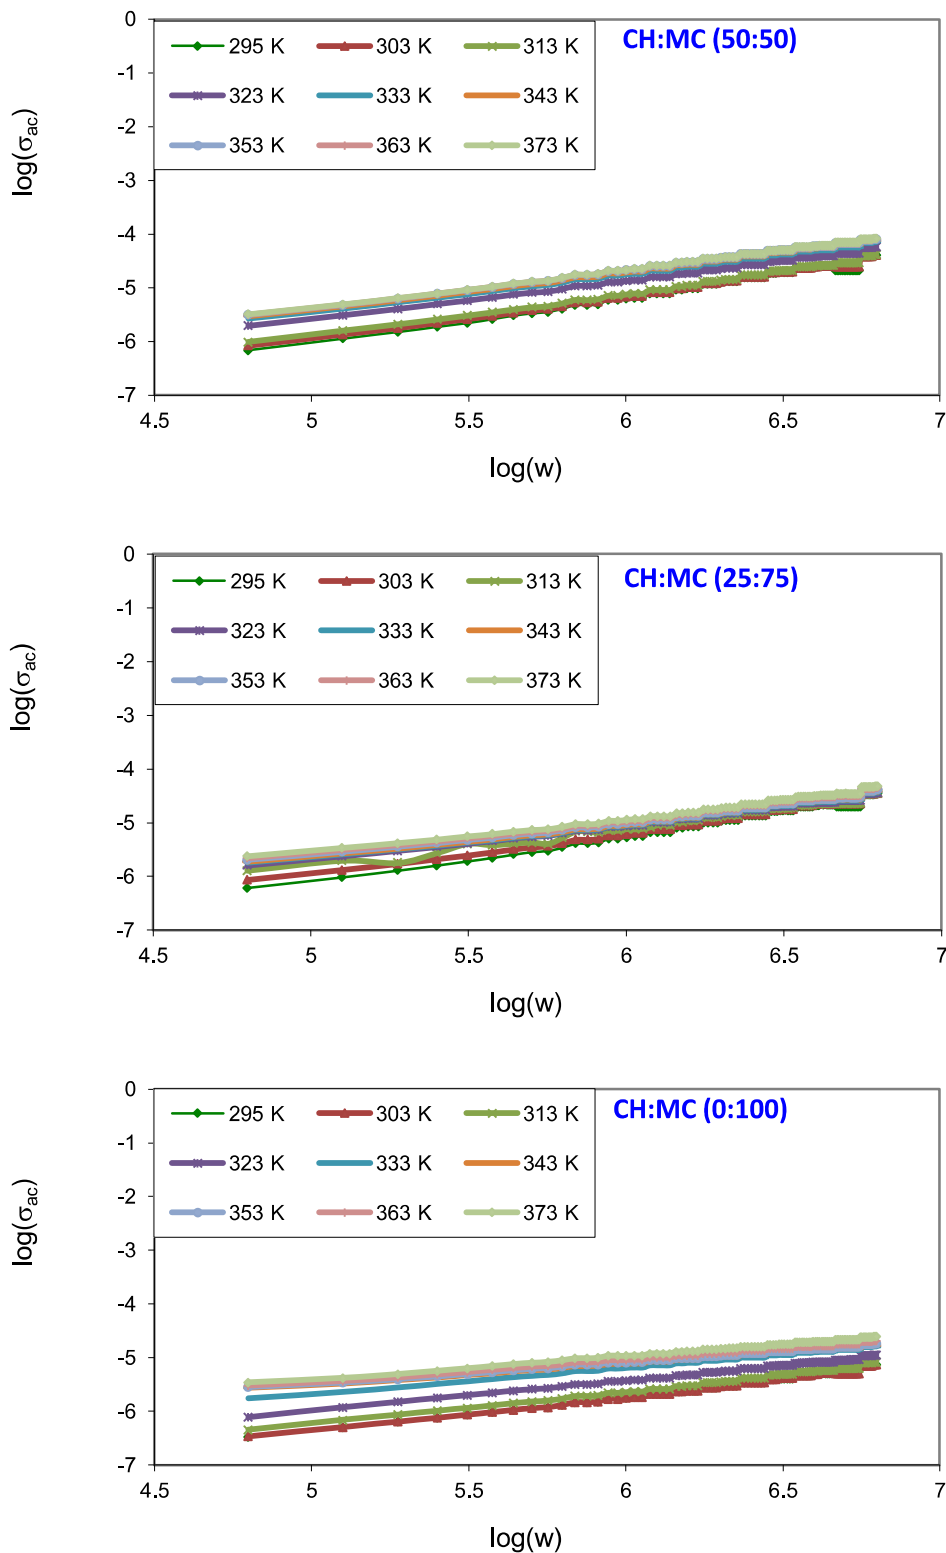 0
-1
-2
-3
-4
-5
-6
-7
log(σac)
295 K 303 K 313 K
323 K 333 K 343 K
353 K 363 K 373 K
CH:MC (50:50)
4.5 5 5.5 6 6.5 7
log(w)
0
-1
-2
-3
-4
-5
-6
-7
log(σac)
295 K 303 K 313 K
323 K 333 K 343 K
353 K 363 K 373 K
CH:MC (25:75)
4.5 5 5.5 6 6.5 7
log(w)
0
-1
-2
-3
-4
-5
-6
-7
log(σac)
295 K 303 K 313 K
323 K 333 K 343 K
353 K 363 K 373 K
CH:MC (0:100)
4.5 5 5.5 6 6.5 7
log(w)